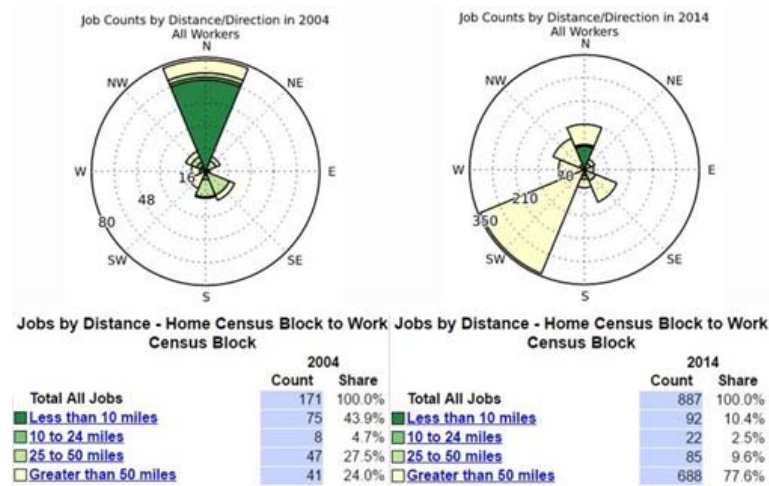 Job Counts by Distance/Direction in 2004
All Workers
N
NW
NE
W
E
16
48
80
SW
SE
S
Job Counts by Distance/Direction in 2014
All Workers
N
NW
NE
W
E
70
210
350
SW
SE
S
Jobs by Distance - Home Census Block to Work
Census Block
2004
Count Share
Total All Jobs 171 100.0%
Less than 10 miles 75 43.9%
10 to 24 miles 8 4.7%
25 to 50 miles 47 27.5%
Greater than 50 miles 41 24.0%
Jobs by Distance - Home Census Block to Work
Census Block
2014
Count Share
Total All Jobs 887 100.0%
Less than 10 miles 92 10.4%
10 to 24 miles 22 2.5%
25 to 50 miles 85 9.6%
Greater than 50 miles 688 77.6%